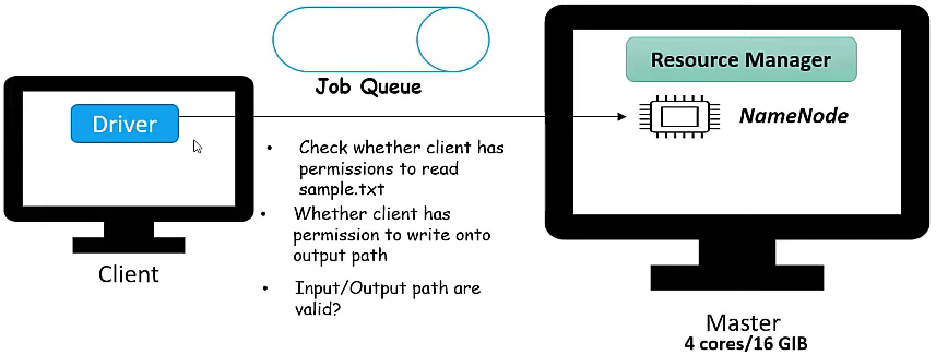 Job Queue
Resource Manager
NameNode
Driver
• Check whether client has
permissions to read
sample.txt
• Whether client has
permission to write onto
output path
• Input/Output path are
valid?
Client
Master
4 cores/16 GIB